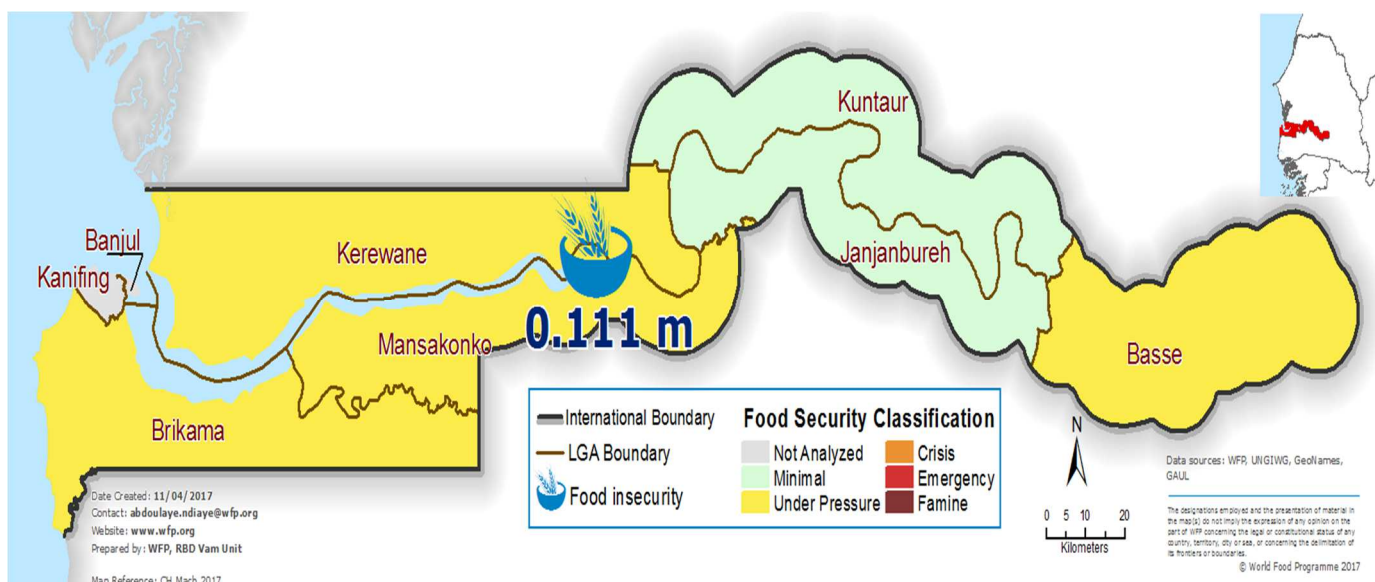 Kuntaur
Banjul
Kanifing
Kerewane
Janjanbureh
0.111 m
Mansakonko
Basse
Brikama
International Boundary
LGA Boundary
Food insecurity
Food Security Classification
Not Analyzed
Minimal
Under Pressure
Crisis
Emergency
Famine
N
0 5 10 20
Kilometers
Data sources: WFP, UNGIWG, GeoNames,
GAUL
The designations employed and the presentation of material in
the map(s) do not imply the expression of any opinion on the
part of WFP concerning the legal or constitutional status of any
country, territory, city or sea, or concerning the delimitation of
its frontiers or boundaries.
© World Food Programme 2017
Date Created: 11/04/2017
Contact: abdoulaye.ndiaye@wfp.org
Website: www.wfp.org
Prepared by: WFP, RBD Vam Unit
Map Reference: CH Mach 2017